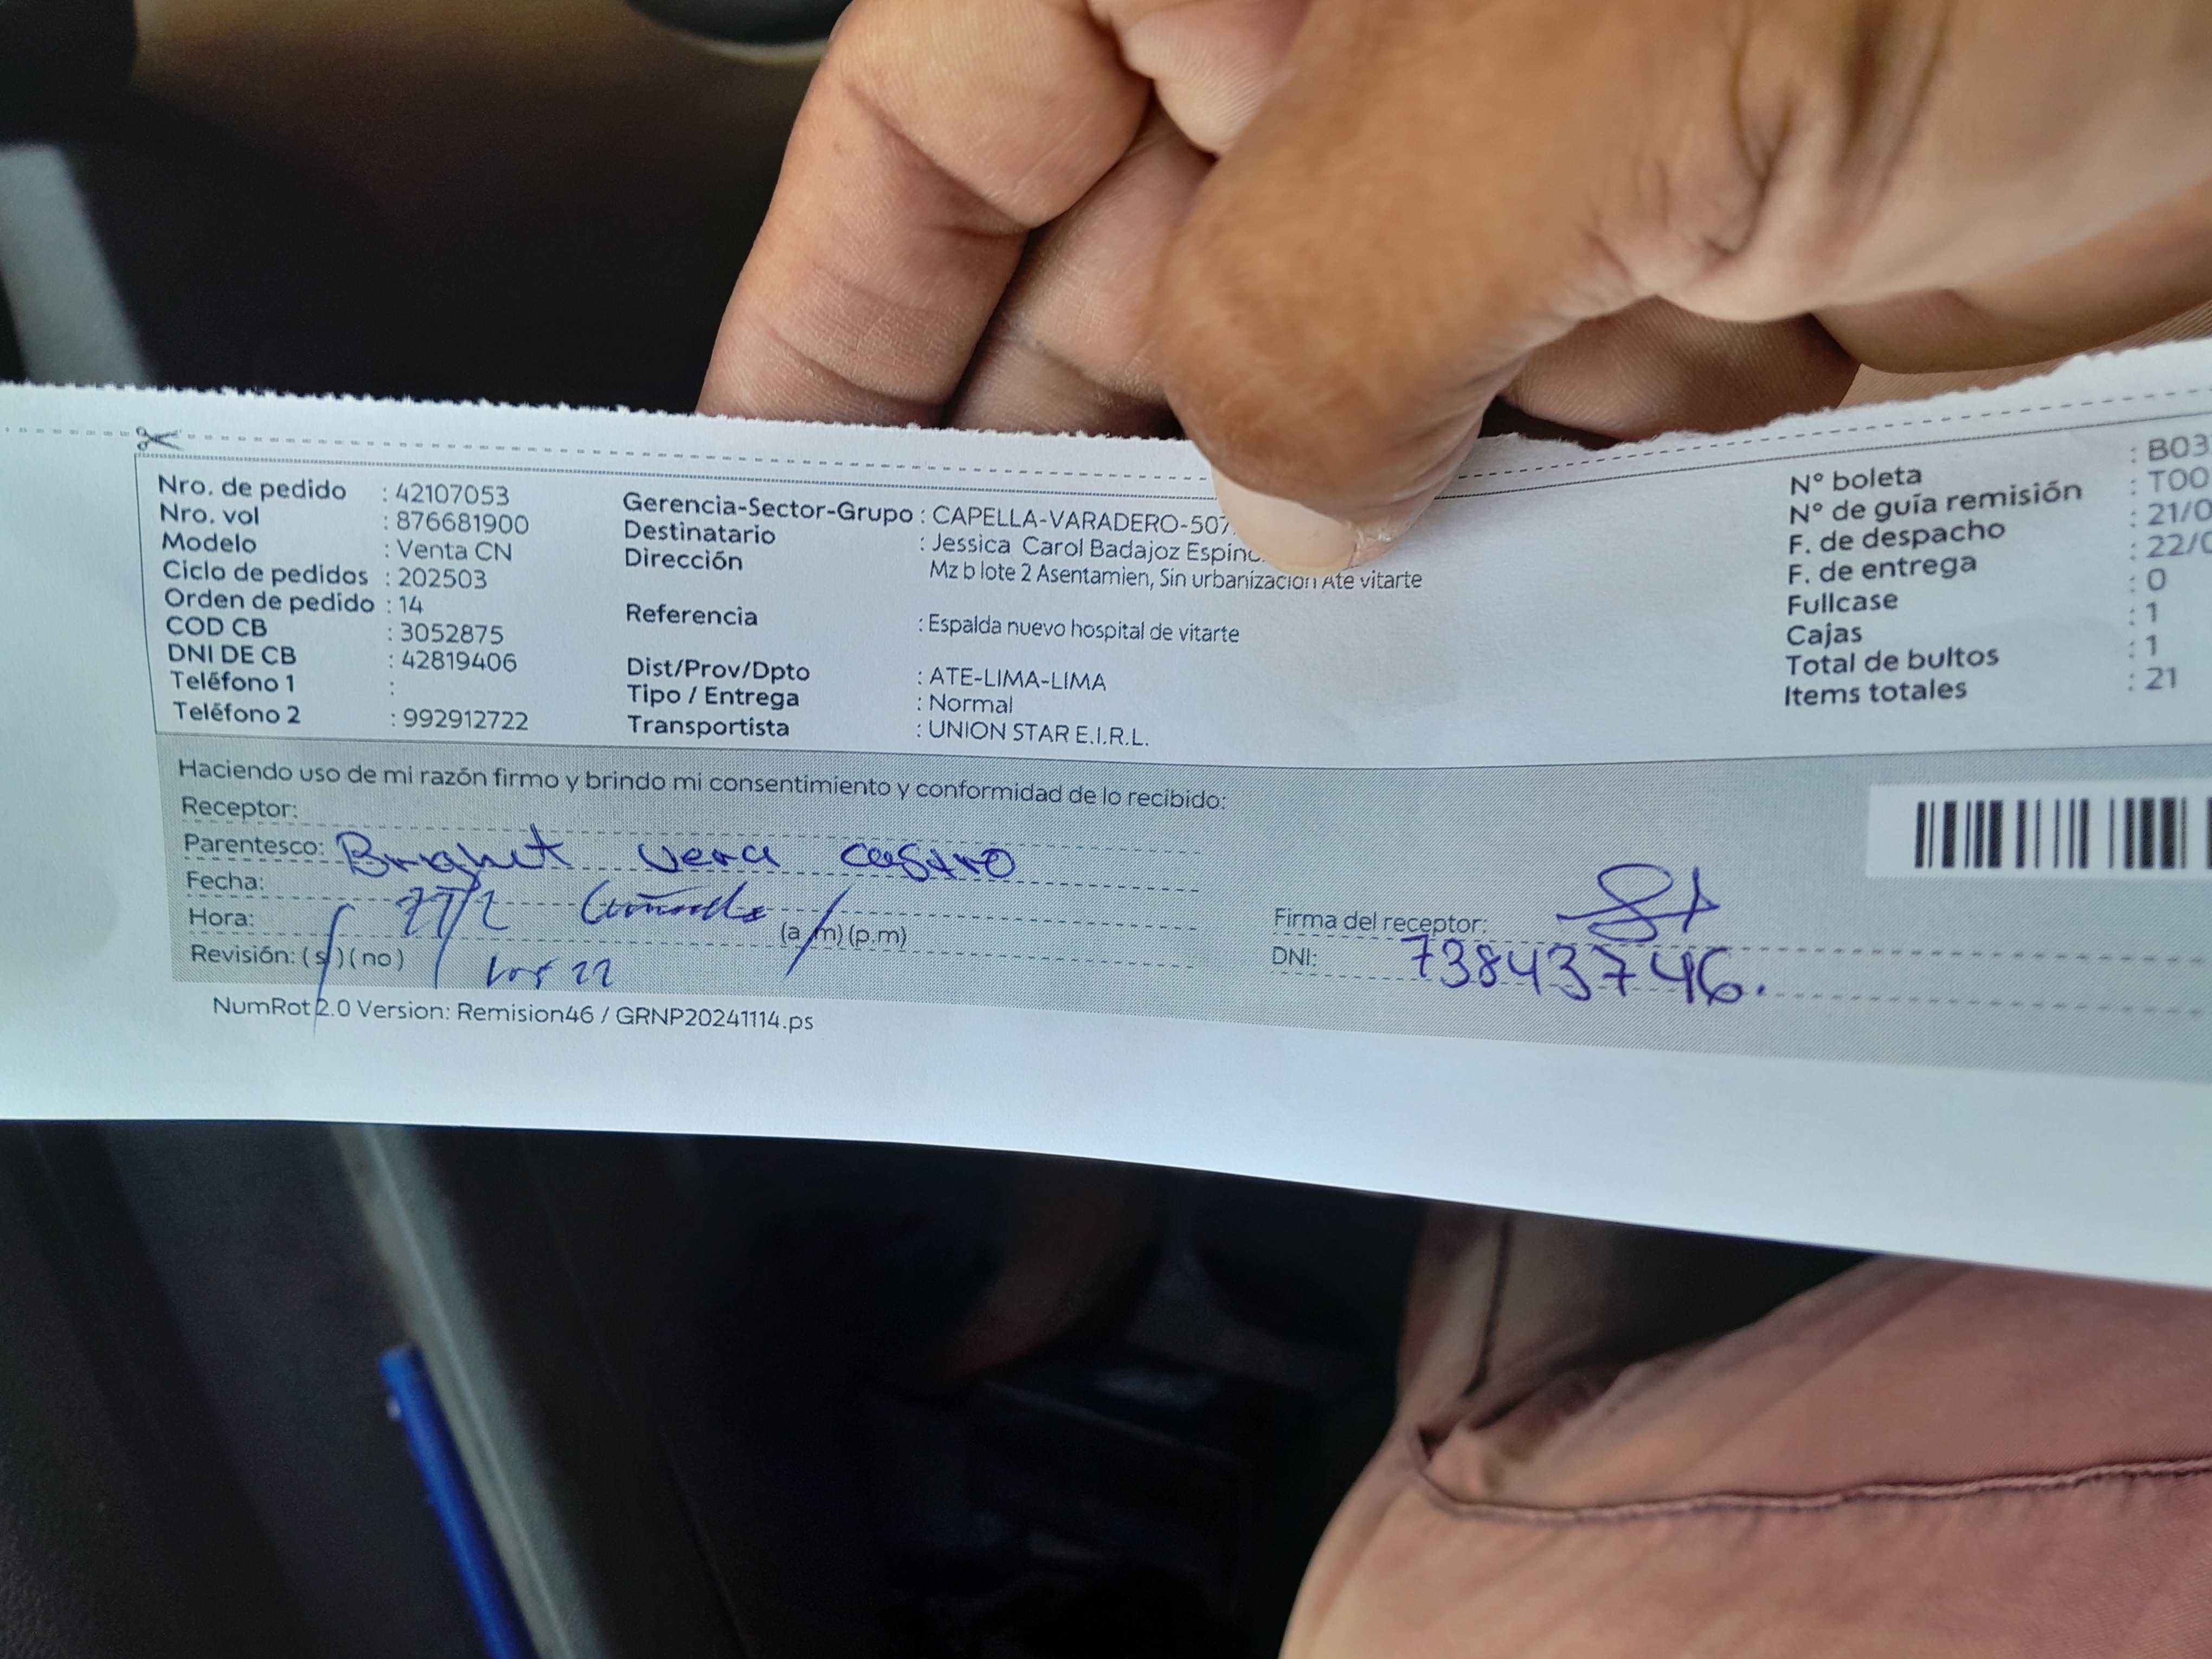 Nro. de pedido : 42107053
Nro. vol : 876681900
Modelo : Venta CN
Ciclo de pedidos : 202503
Orden de pedido : 14
COD CB : 3052875
DNI DE CB : 42819406
Teléfono 1 :
Teléfono 2 : 992912722
Gerencia-Sector-Grupo : CAPELLA-VARADERO-507
Destinatario : Jessica Carol Badajoz Espin
Dirección Mz b lote 2 Asentamien, Sin urbanización Ate vitarte
Referencia : Espalda nuevo hospital de vitarte
Dist/Prov/Dpto : ATE-LIMA-LIMA
Tipo / Entrega : Normal
Transportista : UNION STAR E.I.R.L.
N° boleta : B03
N° de guía remisión : T00
F. de despacho : 21/0
F. de entrega : 22/0
Fullcase : 0
Cajas : 1
Total de bultos : 1
Items totales : 21
Haciendo uso de mi razón firmo y brindo mi consentimiento y conformidad de lo recibido:
Receptor:
Parentesco: Vera Castro
Fecha:
Hora: (a.m) (p.m)
Revisión: (si) (no)
Firma del receptor:
DNI: 73843746.
NumRot 2.0 Version: Remision46 / GRNP20241114.ps